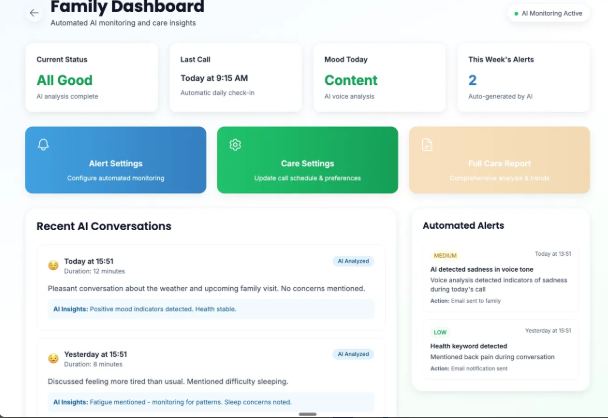 Family Dashboard
Automated AI monitoring and care insights
AI Monitoring Active
Current Status
All Good
AI analysis complete
Last Call
Today at 9:15 AM
Automatic daily check-in
Mood Today
Content
AI voice analysis
This Week's Alerts
2
Auto-generated by AI
Alert Settings
Configure automated monitoring
Care Settings
Update call schedule & preferences
Full Care Report
Comprehensive analysis & trends
Recent AI Conversations
Today at 15:51
AI Analyzed
Duration: 12 minutes
Pleasant conversation about the weather and upcoming family visit. No concerns mentioned.
AI Insights: Positive mood indicators detected. Health stable.
Yesterday at 15:51
AI Analyzed
Duration: 8 minutes
Discussed feeling more tired than usual. Mentioned difficulty sleeping.
AI Insights: Fatigue mentioned - monitoring for patterns. Sleep concerns noted.
Automated Alerts
MEDIUM
Today at 13:51
AI detected sadness in voice tone
Voice analysis detected indicators of sadness
during today's call
Action: Email sent to family
LOW
Yesterday at 15:51
Health keyword detected
Mentioned back pain during conversation
Action: Email notification sent